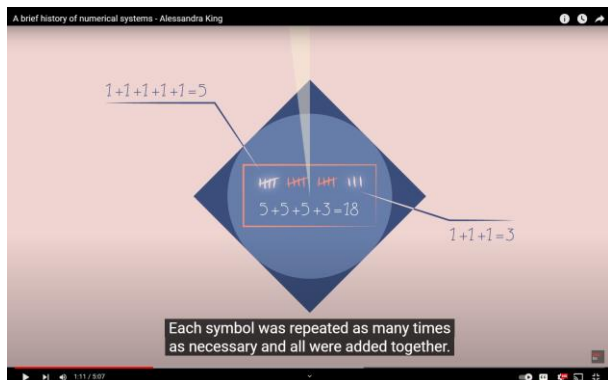 A brief history of numerical systems - Alessandra King
1+1+1+1+1=5
5+5+5+3=18
1+1+1=3
Each symbol was repeated as many times
as necessary and all were added together.
1:11 / 5:07